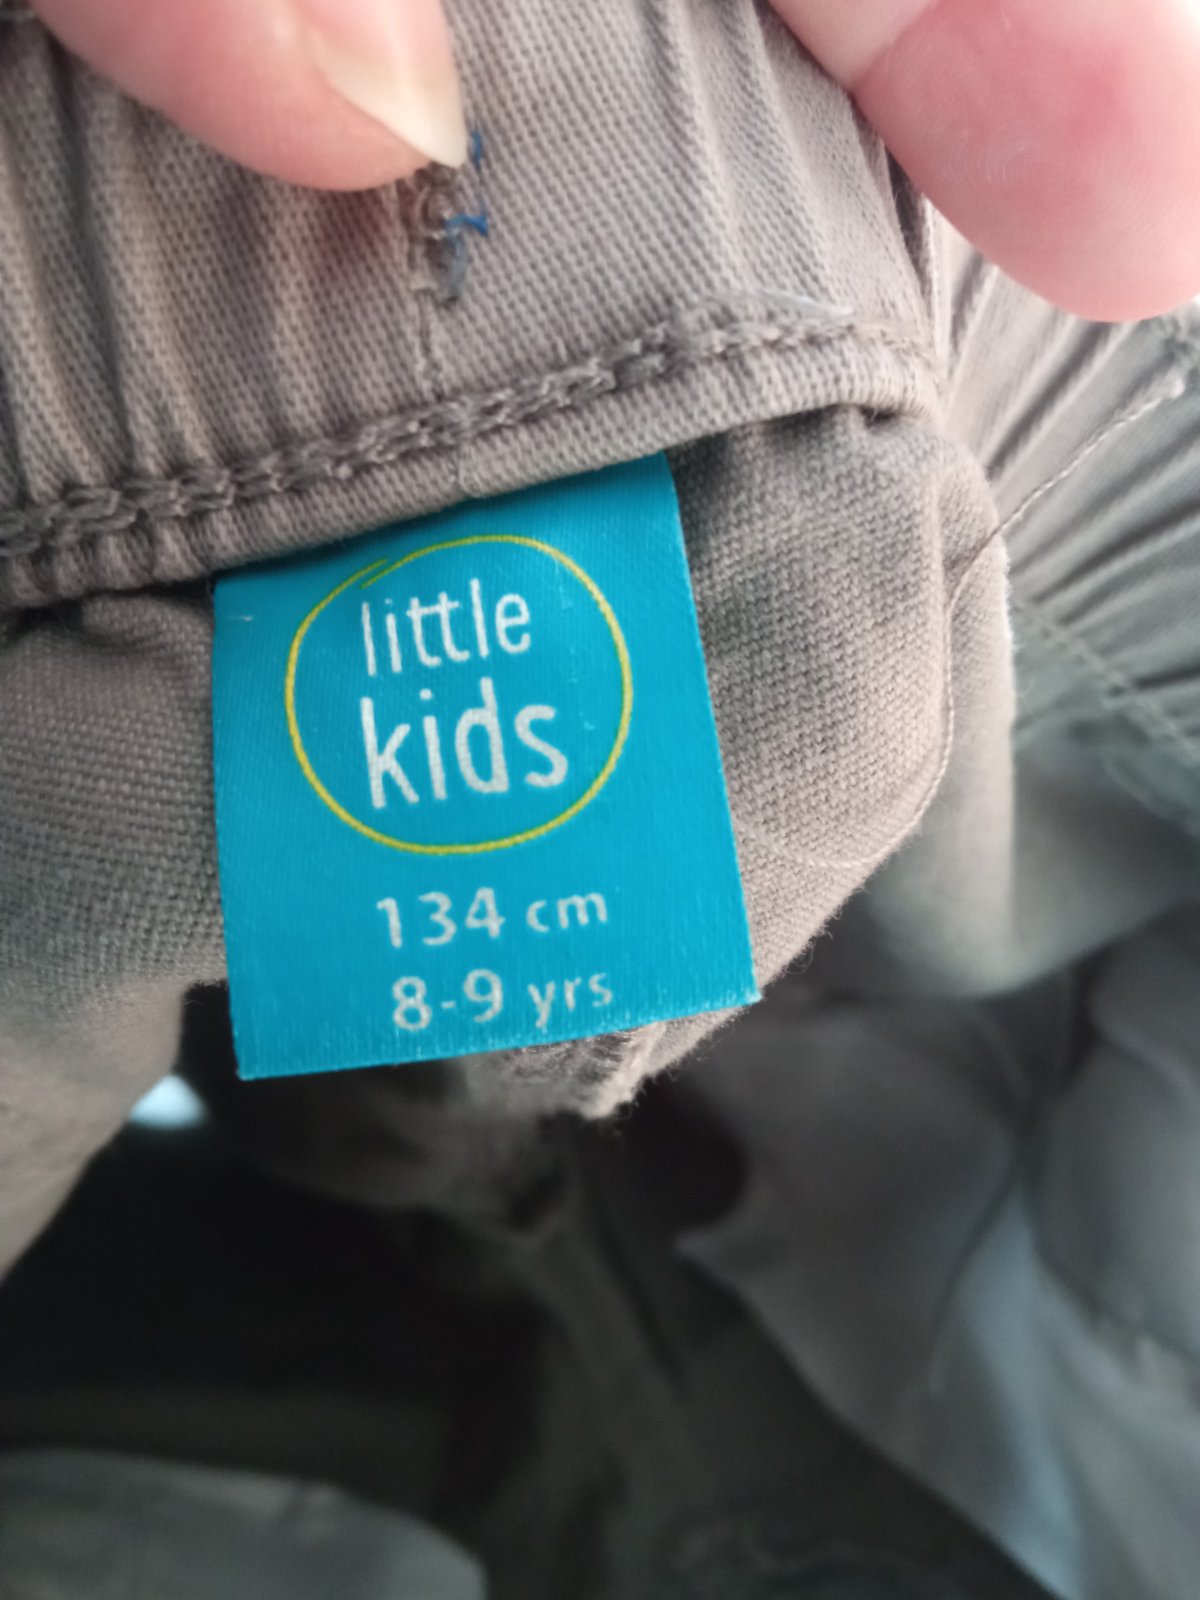 little
kids
134 cm
8-9 yrs